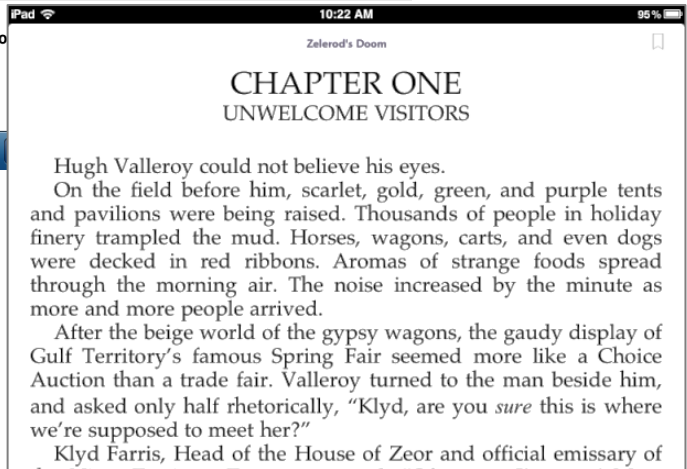 iPad 10:22 AM 95%
Zelerod's Doom
CHAPTER ONE
UNWELCOME VISITORS
Hugh Valleroy could not believe his eyes.
On the field before him, scarlet, gold, green, and purple tents
and pavilions were being raised. Thousands of people in holiday
finery trampled the mud. Horses, wagons, carts, and even dogs
were decked in red ribbons. Aromas of strange foods spread
through the morning air. The noise increased by the minute as
more and more people arrived.
After the beige world of the gypsy wagons, the gaudy display of
Gulf Territory's famous Spring Fair seemed more like a Choice
Auction than a trade fair. Valleroy turned to the man beside him,
and asked only half rhetorically, “Klyd, are you sure this is where
we're supposed to meet her?”
Klyd Farris, Head of the House of Zeor and official emissary of